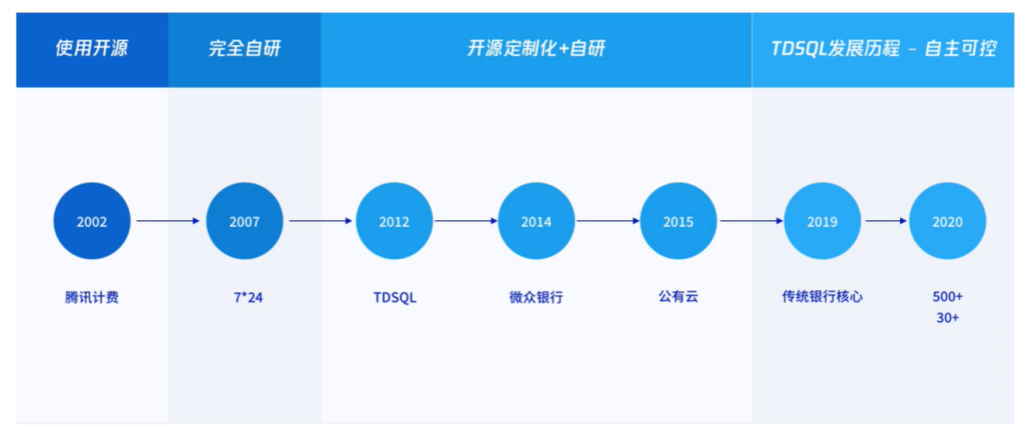 使用开源
完全自研
开源定制化+自研
TDSQL发展历程 - 自主可控
2002
2007
2012
2014
2015
2019
2020
腾讯计费
7*24
TDSQL
微众银行
公有云
传统银行核心
500+
30+